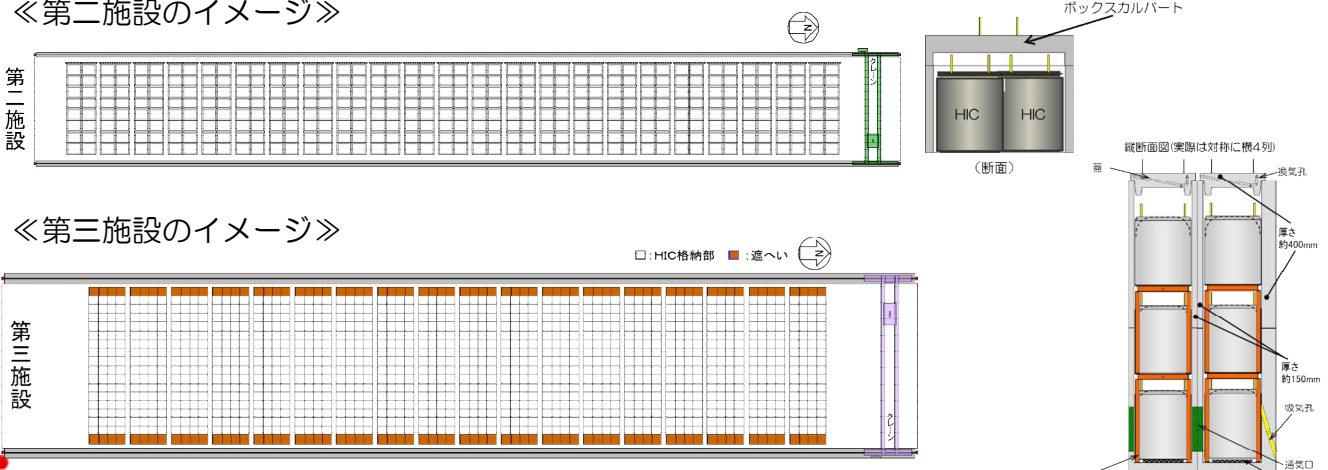 ≪第二施設のイメージ≫
N
第二施設
クレーン
ボックスカルバート
HIC
HIC
(断面)
≪第三施設のイメージ≫
□:HIC格納部 ■:遮へい
N
第三施設
クレーン
縦断面図(実際は対称に横4列)
蓋
換気孔
厚さ
約400mm
厚さ
約150mm
吸気孔
通気口